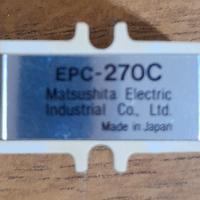 EPC-270C
Matsushita Electric
Industrial Co., Ltd.
Made in Japan